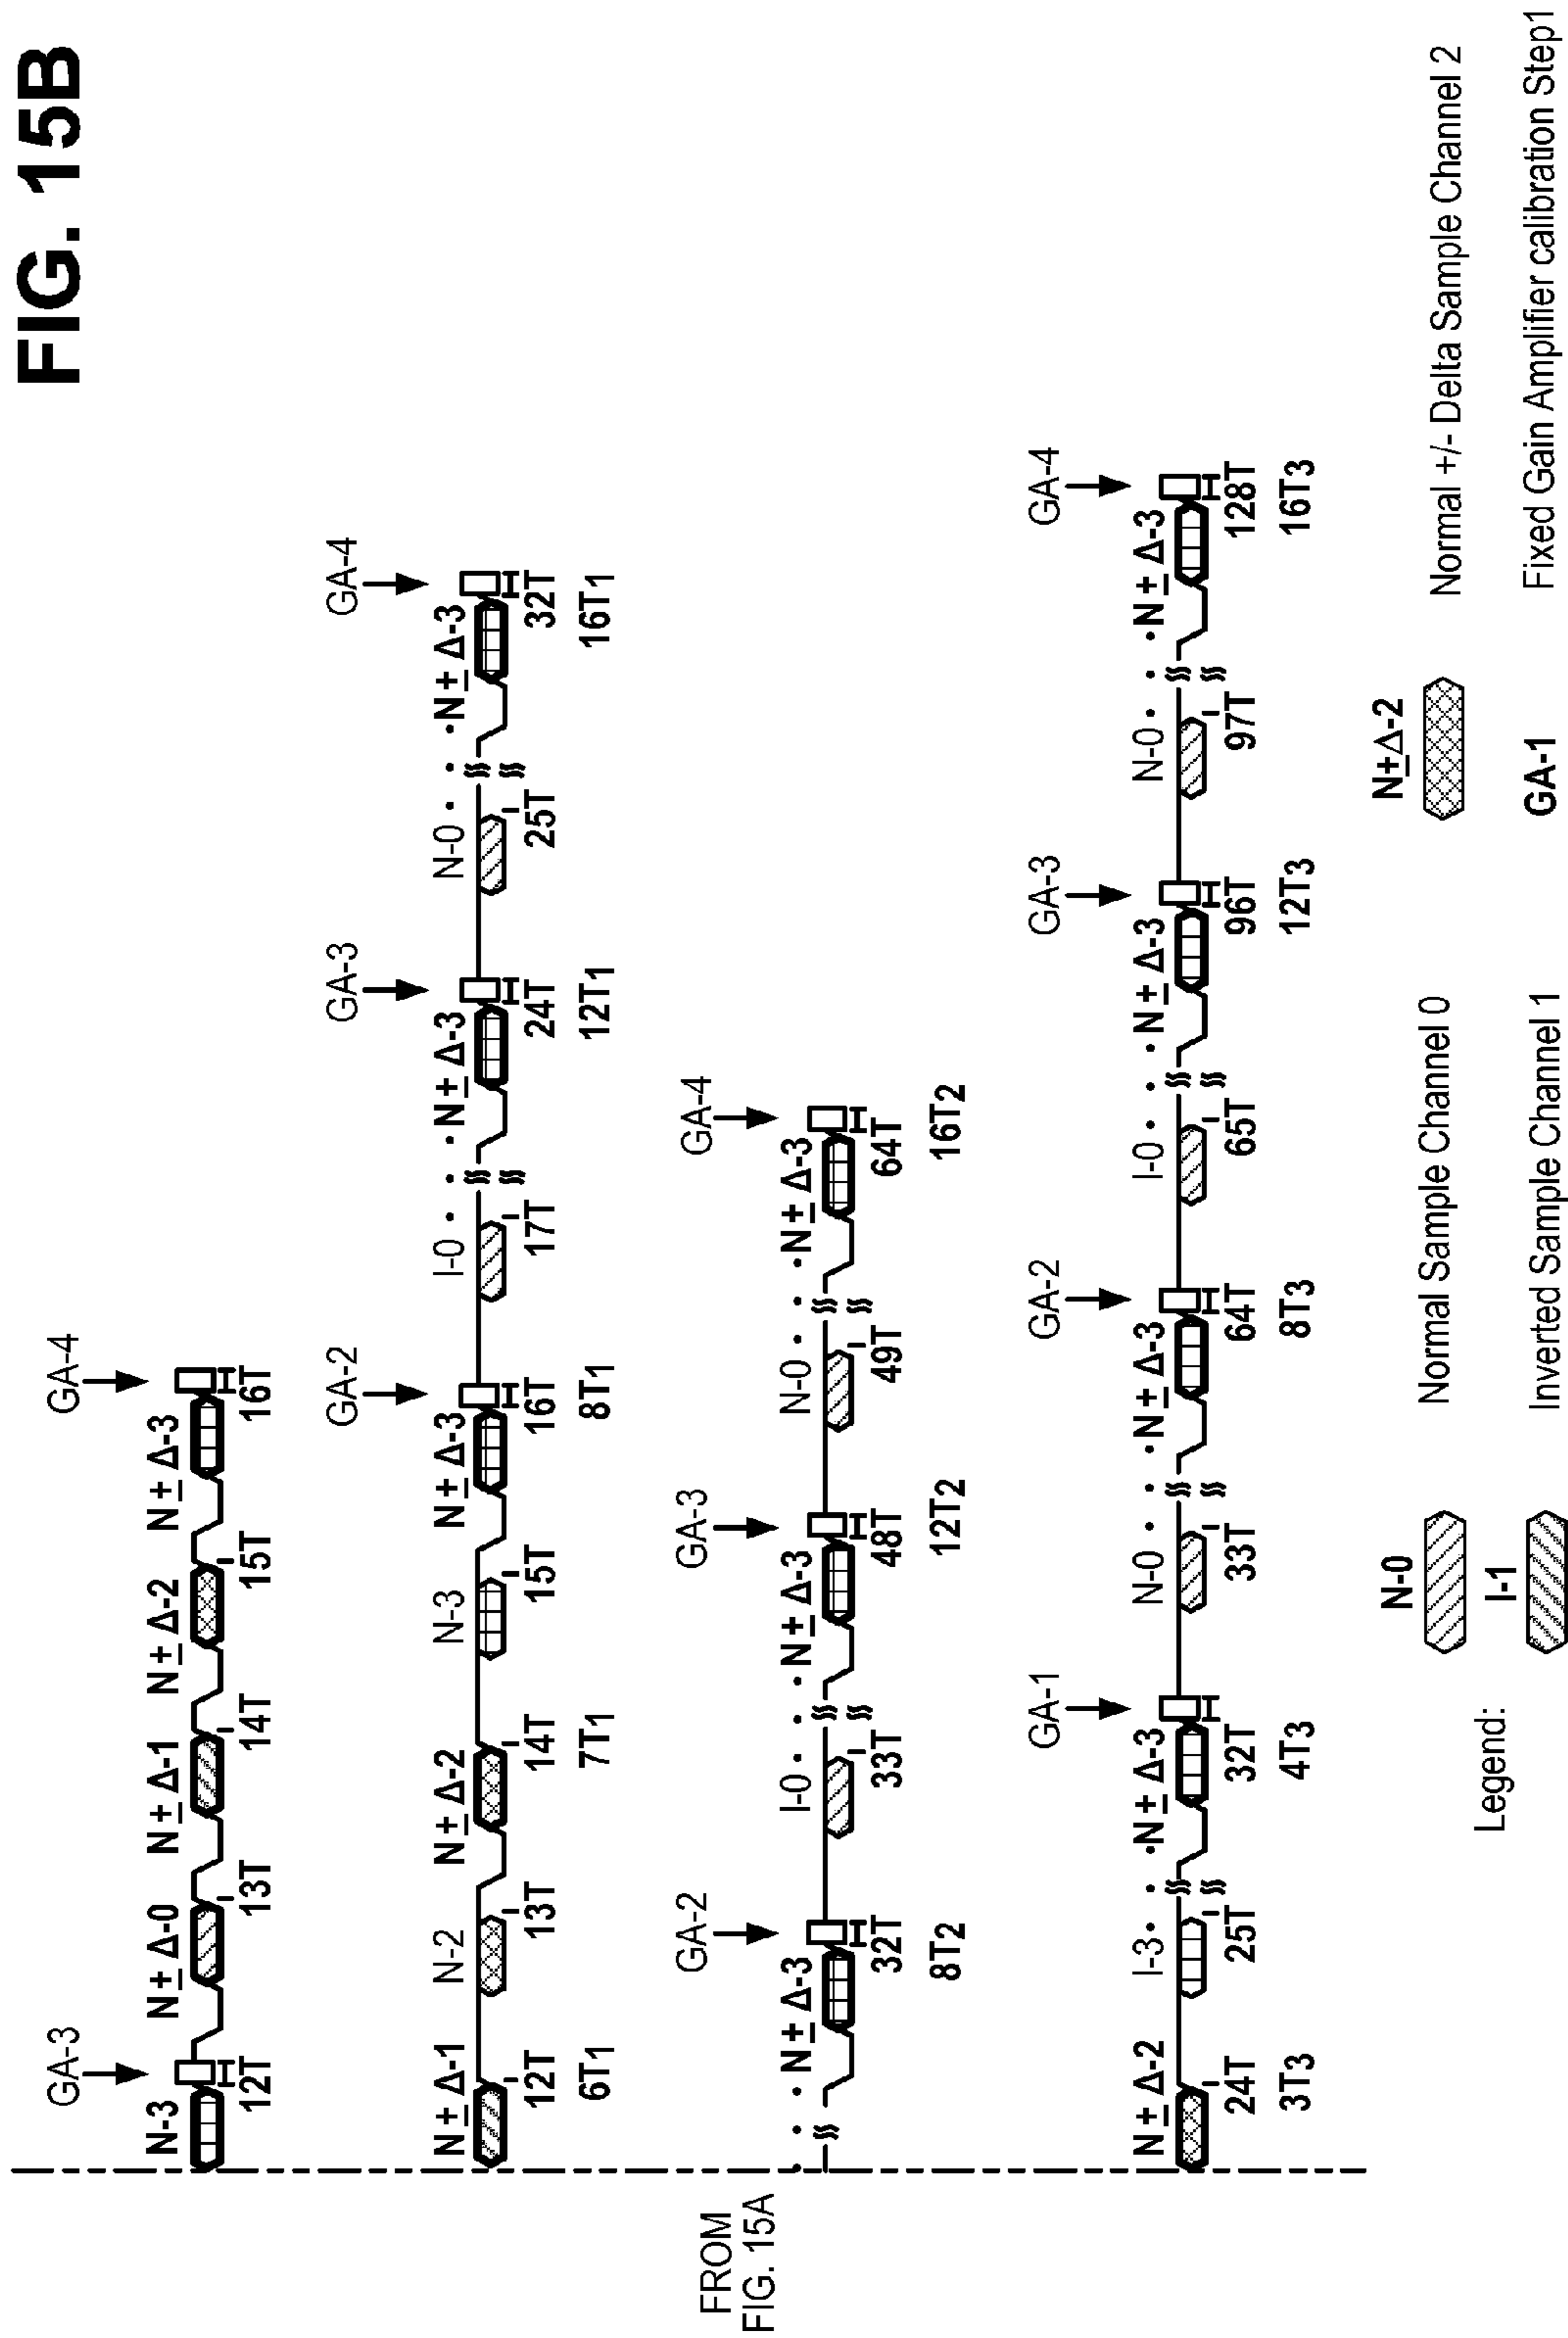 FIG. 15B
GA-3 GA-4
N-3 N±Δ-0 N±Δ-1 N±Δ-2 N±Δ-3
12T 13T 14T 15T 16T
GA-2 GA-3 GA-4
N±Δ-1 N-2 N±Δ-2 N-3 N±Δ-3 I-0 . . . N±Δ-3 N-0 . . . N±Δ-3
12T 13T 14T 15T 16T 17T 24T 25T 32T
6T1 7T1 8T1 12T1 16T1
FROM
FIG. 15A
GA-2 GA-3 GA-4
. . . N±Δ-3 I-0 . . . N±Δ-3 N-0 . . . N±Δ-3
32T 33T 48T 49T 64T
8T2 12T2 16T2
GA-1 GA-2 GA-3 GA-4
N±Δ-2 I-3 . . . N±Δ-3 N-0 . . . N±Δ-3 I-0 . . . N±Δ-3 N-0 . . . N±Δ-3
24T 25T 32T 33T 64T 65T 96T 97T 128T
3T3 4T3 8T3 12T3 16T3
Legend:
N-0 Normal Sample Channel 0
N±Δ-2 Normal +/- Delta Sample Channel 2
I-1 Inverted Sample Channel 1
GA-1 Fixed Gain Amplifier calibration Step1